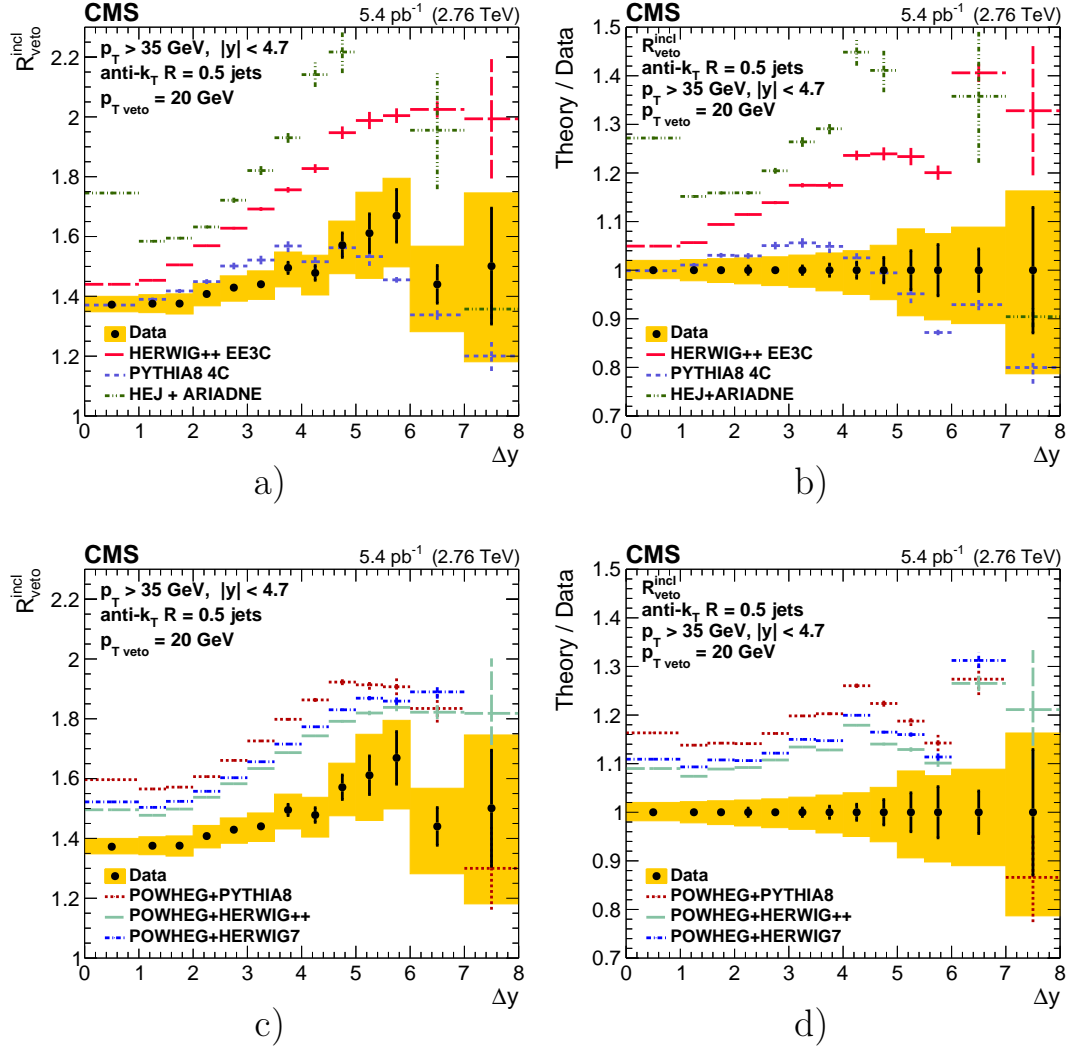 CMS 5.4 pb⁻¹ (2.76 TeV)
R^incl_veto
p_T > 35 GeV, |y| < 4.7
anti-k_T R = 0.5 jets
p_T veto = 20 GeV
2.2
2
1.8
1.6
1.4
1.2
1
Data
HERWIG++ EE3C
PYTHIA8 4C
HEJ + ARIADNE
0 1 2 3 4 5 6 7 8
Δy
a)
CMS 5.4 pb⁻¹ (2.76 TeV)
Theory / Data
R^incl_veto
anti-k_T R = 0.5 jets
p_T > 35 GeV, |y| < 4.7
p_T veto = 20 GeV
1.5
1.4
1.3
1.2
1.1
1
0.9
0.8
0.7
Data
HERWIG++ EE3C
PYTHIA8 4C
HEJ+ARIADNE
0 1 2 3 4 5 6 7 8
Δy
b)
CMS 5.4 pb⁻¹ (2.76 TeV)
R^incl_veto
p_T > 35 GeV, |y| < 4.7
anti-k_T R = 0.5 jets
p_T veto = 20 GeV
2.2
2
1.8
1.6
1.4
1.2
1
Data
POWHEG+PYTHIA8
POWHEG+HERWIG++
POWHEG+HERWIG7
0 1 2 3 4 5 6 7 8
Δy
c)
CMS 5.4 pb⁻¹ (2.76 TeV)
Theory / Data
R^incl_veto
anti-k_T R = 0.5 jets
p_T > 35 GeV, |y| < 4.7
p_T veto = 20 GeV
1.5
1.4
1.3
1.2
1.1
1
0.9
0.8
0.7
Data
POWHEG+PYTHIA8
POWHEG+HERWIG++
POWHEG+HERWIG7
0 1 2 3 4 5 6 7 8
Δy
d)